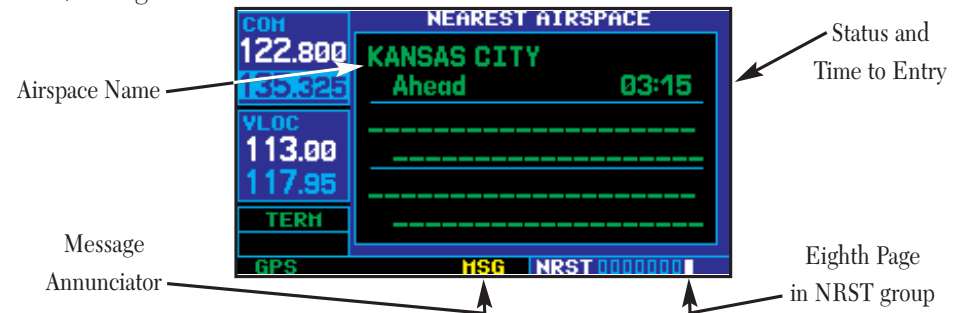 COM
122.800
135.325
VLOC
113.00
117.95
TERM
GPS
NEAREST AIRSPACE
KANSAS CITY
Ahead 03:15
MSG
NRST
Airspace Name
Status and
Time to Entry
Message
Annunciator
Eighth Page
in NRST group